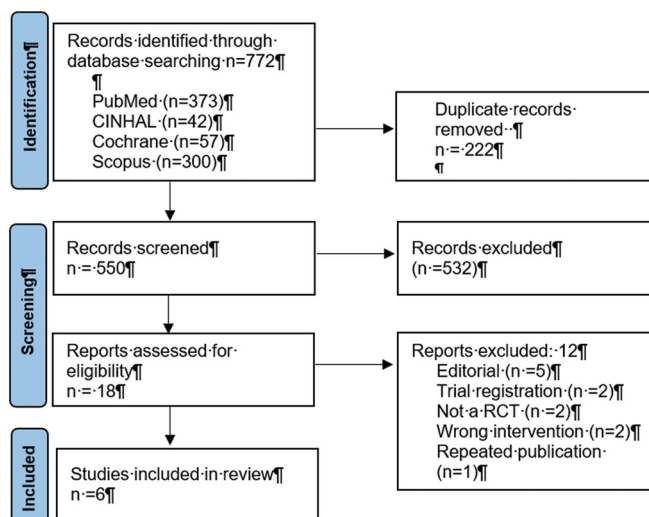 Identification¶
Records·identified·through·
database·searching·n=772¶
¶
PubMed·(n=373)¶
CINHAL·(n=42)¶
Cochrane·(n=57)¶
Scopus·(n=300)¶
Duplicate·records·
removed··¶
n·=·222¶
¶
Screening¶
Records·screened¶
n·=·550¶
Records·excluded¶
(n·=532)¶
Reports·assessed·for·
eligibility¶
n·=·18¶
Reports·excluded:·12¶
Editorial·(n·=5)¶
Trial·registration·(n·=2)¶
Not·a·RCT·(n·=2)¶
Wrong·intervention·(n=2)¶
Repeated·publication·
(n=1)¶
Included
Studies·included·in·review¶
n·=6¶